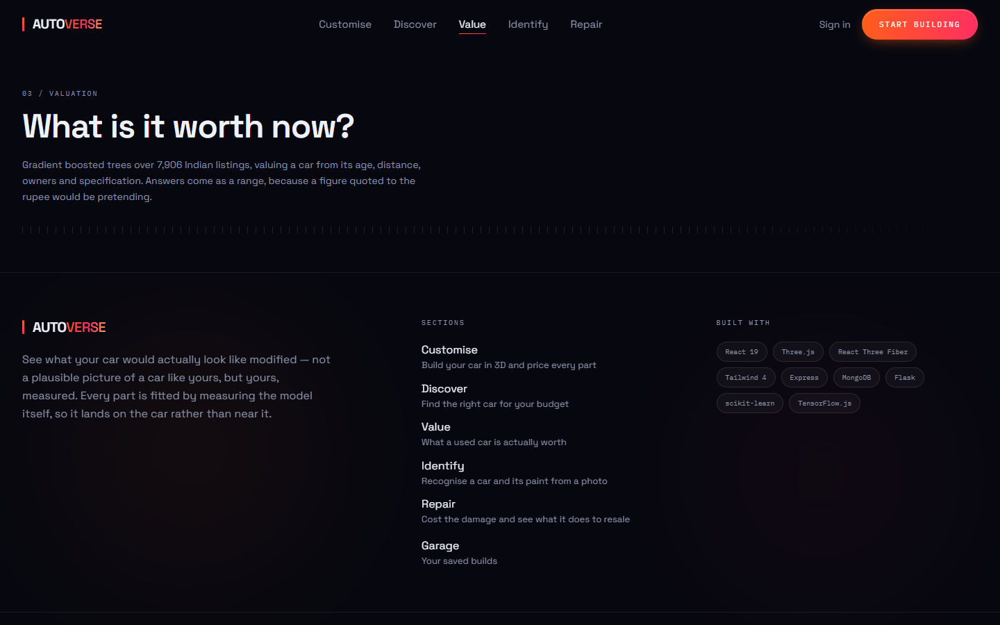 AUTOVERSE
Customise
Discover
Value
Identify
Repair
Sign in
START BUILDING
03 / VALUATION
What is it worth now?
Gradient boosted trees over 7,906 Indian listings, valuing a car from its age, distance,
owners and specification. Answers come as a range, because a figure quoted to the
rupee would be pretending.
AUTOVERSE
See what your car would actually look like modified — not
a plausible picture of a car like yours, but yours,
measured. Every part is fitted by measuring the model
itself, so it lands on the car rather than near it.
SECTIONS
Customise
Build your car in 3D and price every part
Discover
Find the right car for your budget
Value
What a used car is actually worth
Identify
Recognise a car and its paint from a photo
Repair
Cost the damage and see what it does to resale
Garage
Your saved builds
BUILT WITH
React 19
Three.js
React Three Fiber
Tailwind 4
Express
MongoDB
Flask
scikit-learn
TensorFlow.js